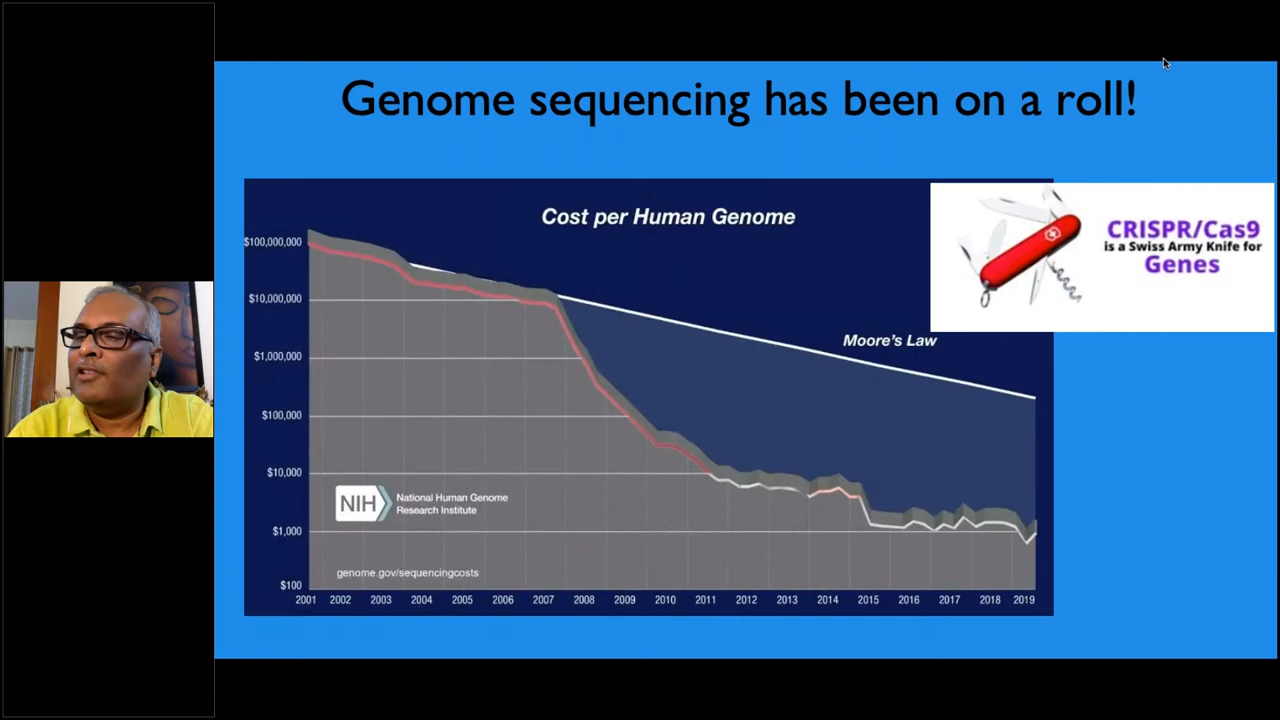 Genome sequencing has been on a roll!
Cost per Human Genome
CRISPR/Cas9
is a Swiss Army Knife for
Genes
Moore's Law
$100,000,000
$10,000,000
$1,000,000
$100,000
$10,000
$1,000
$100
NIH
National Human Genome
Research Institute
genome.gov/sequencingcosts
2001 2002 2003 2004 2005 2006 2007 2008 2009 2010 2011 2012 2013 2014 2015 2016 2017 2018 2019